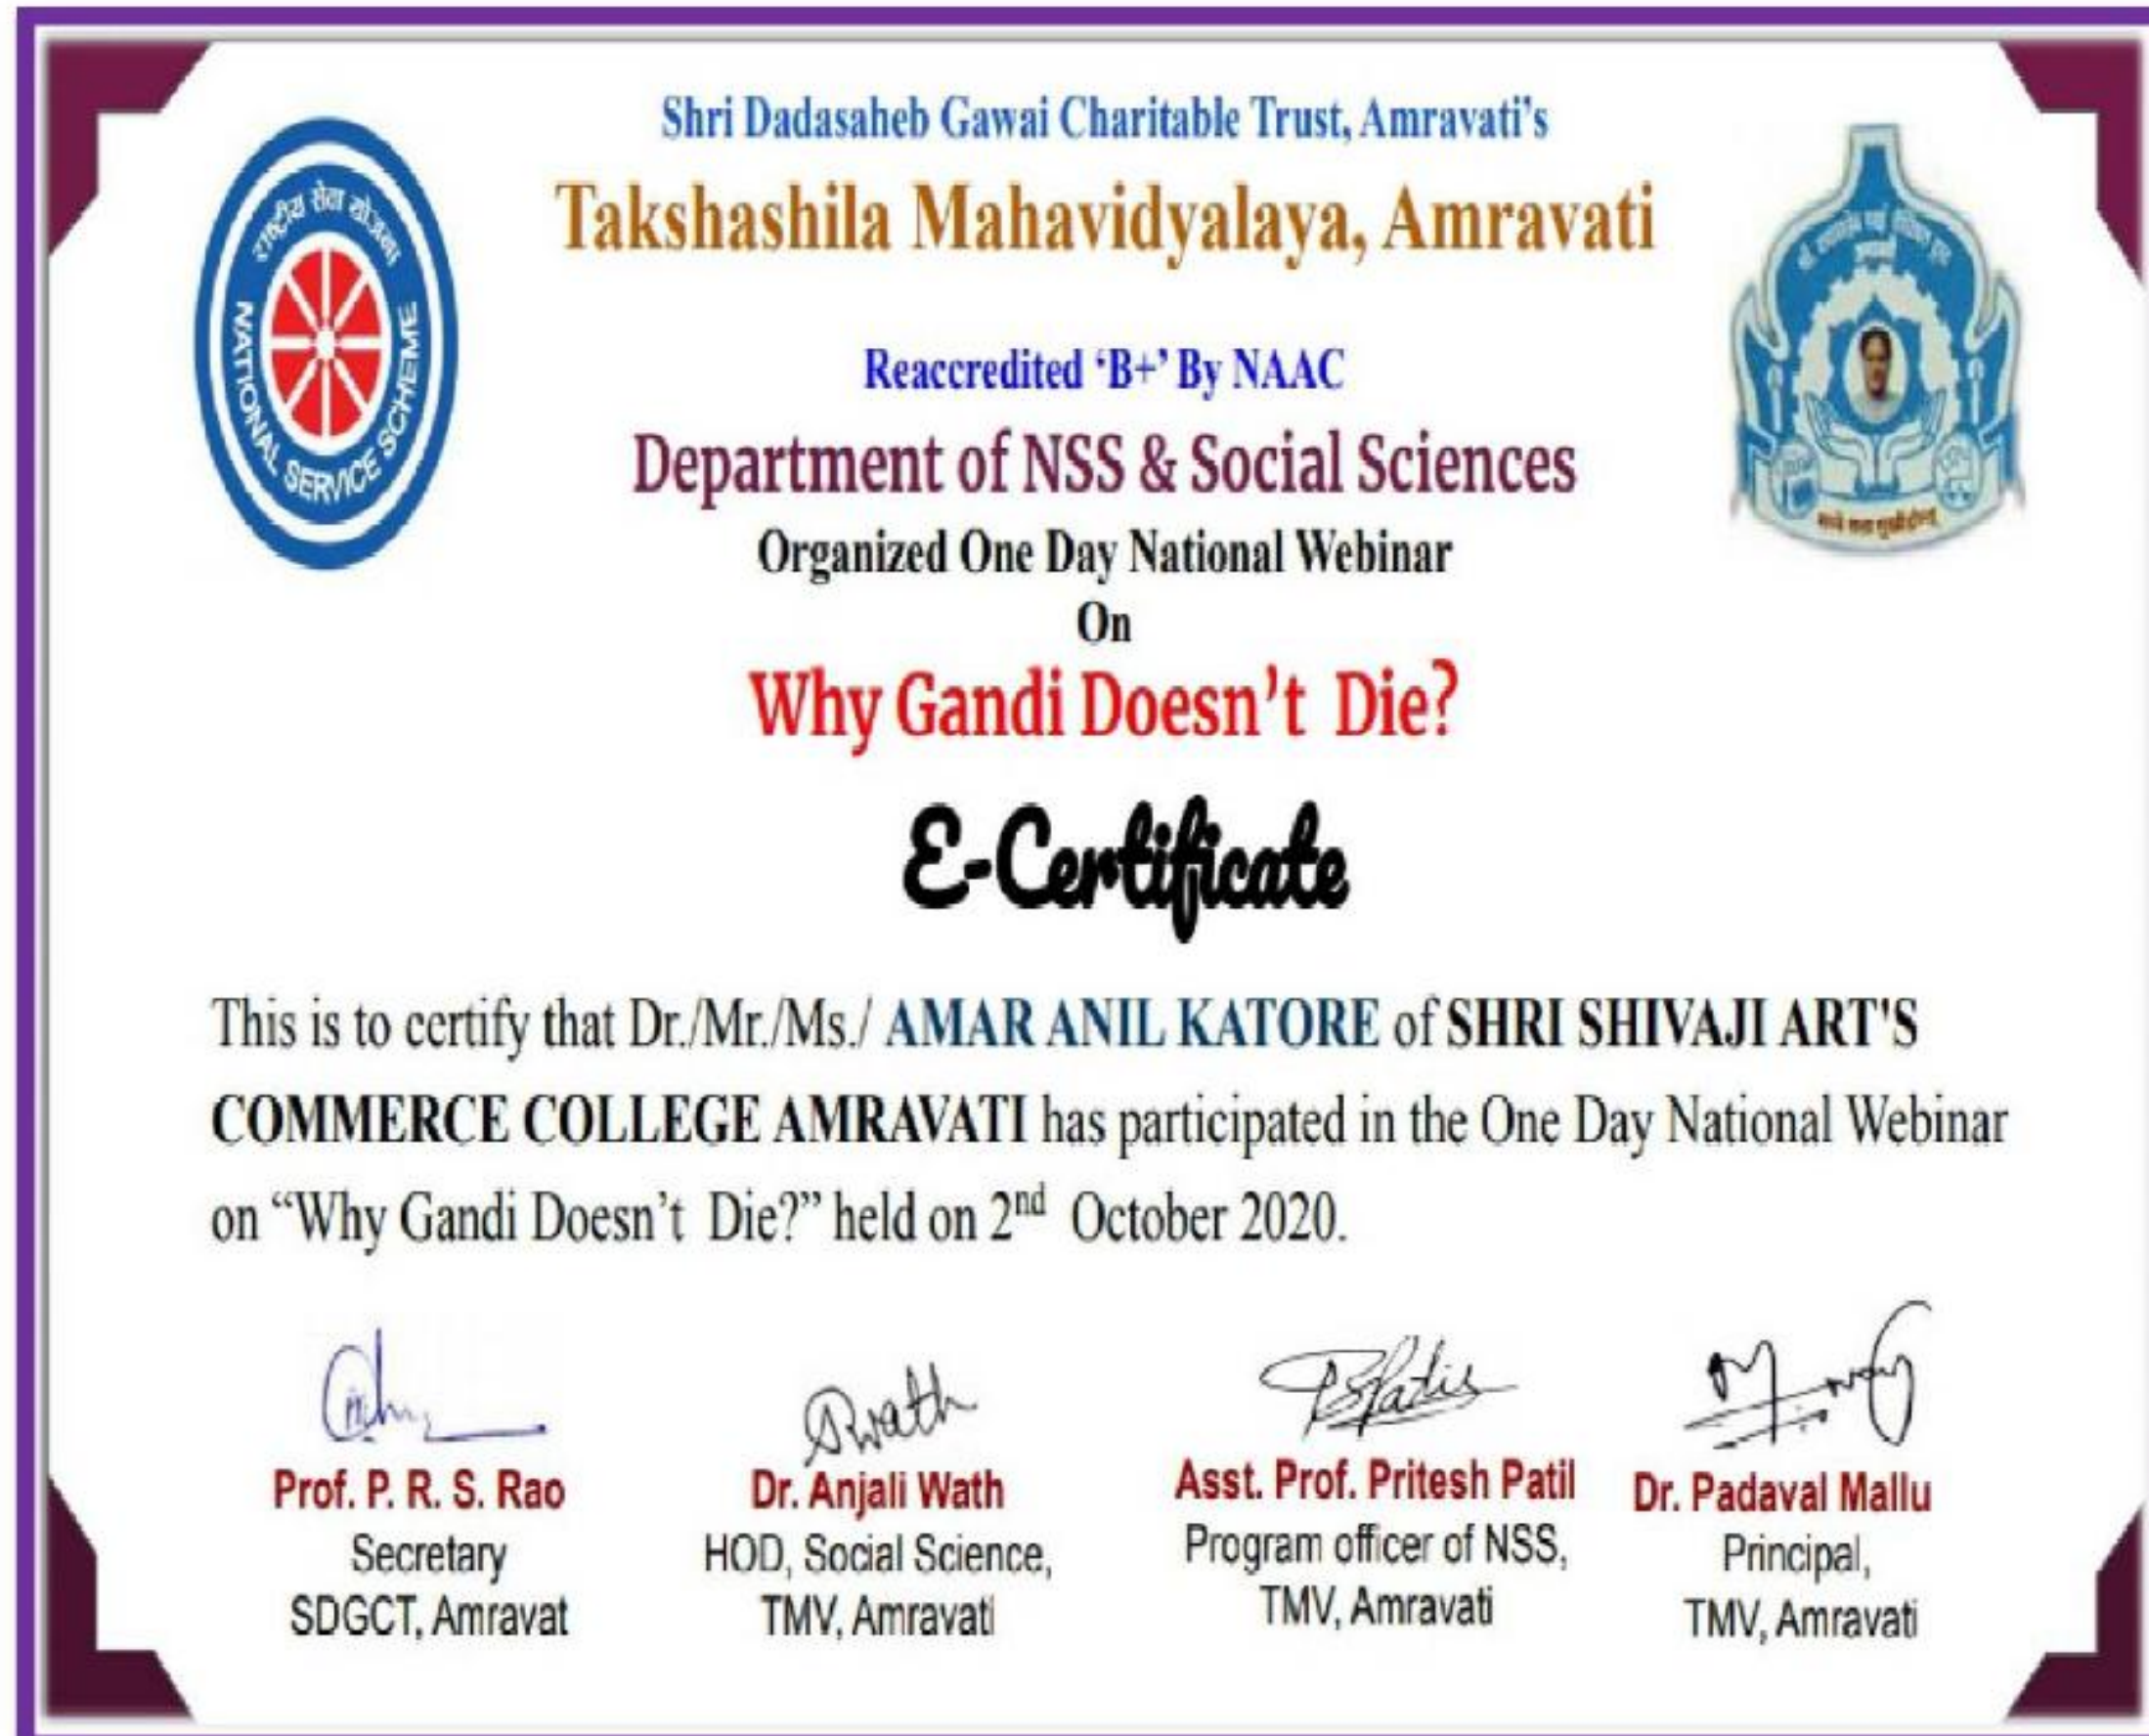 Shri Dadasaheb Gawai Charitable Trust, Amravati's
Takshashila Mahavidyalaya, Amravati
राष्ट्रीय सेवा योजना
NATIONAL SERVICE SCHEME
Reaccredited ‘B+’ By NAAC
Department of NSS & Social Sciences
Organized One Day National Webinar
On
Why Gandi Doesn’t Die?
E-Certificate
This is to certify that Dr./Mr./Ms./ AMAR ANIL KATORE of SHRI SHIVAJI ART'S
COMMERCE COLLEGE AMRAVATI has participated in the One Day National Webinar
on “Why Gandi Doesn’t Die?” held on 2nd October 2020.
Prof. P. R. S. Rao
Secretary
SDGCT, Amravat
Dr. Anjali Wath
HOD, Social Science,
TMV, Amravati
Asst. Prof. Pritesh Patil
Program officer of NSS,
TMV, Amravati
Dr. Padaval Mallu
Principal,
TMV, Amravati